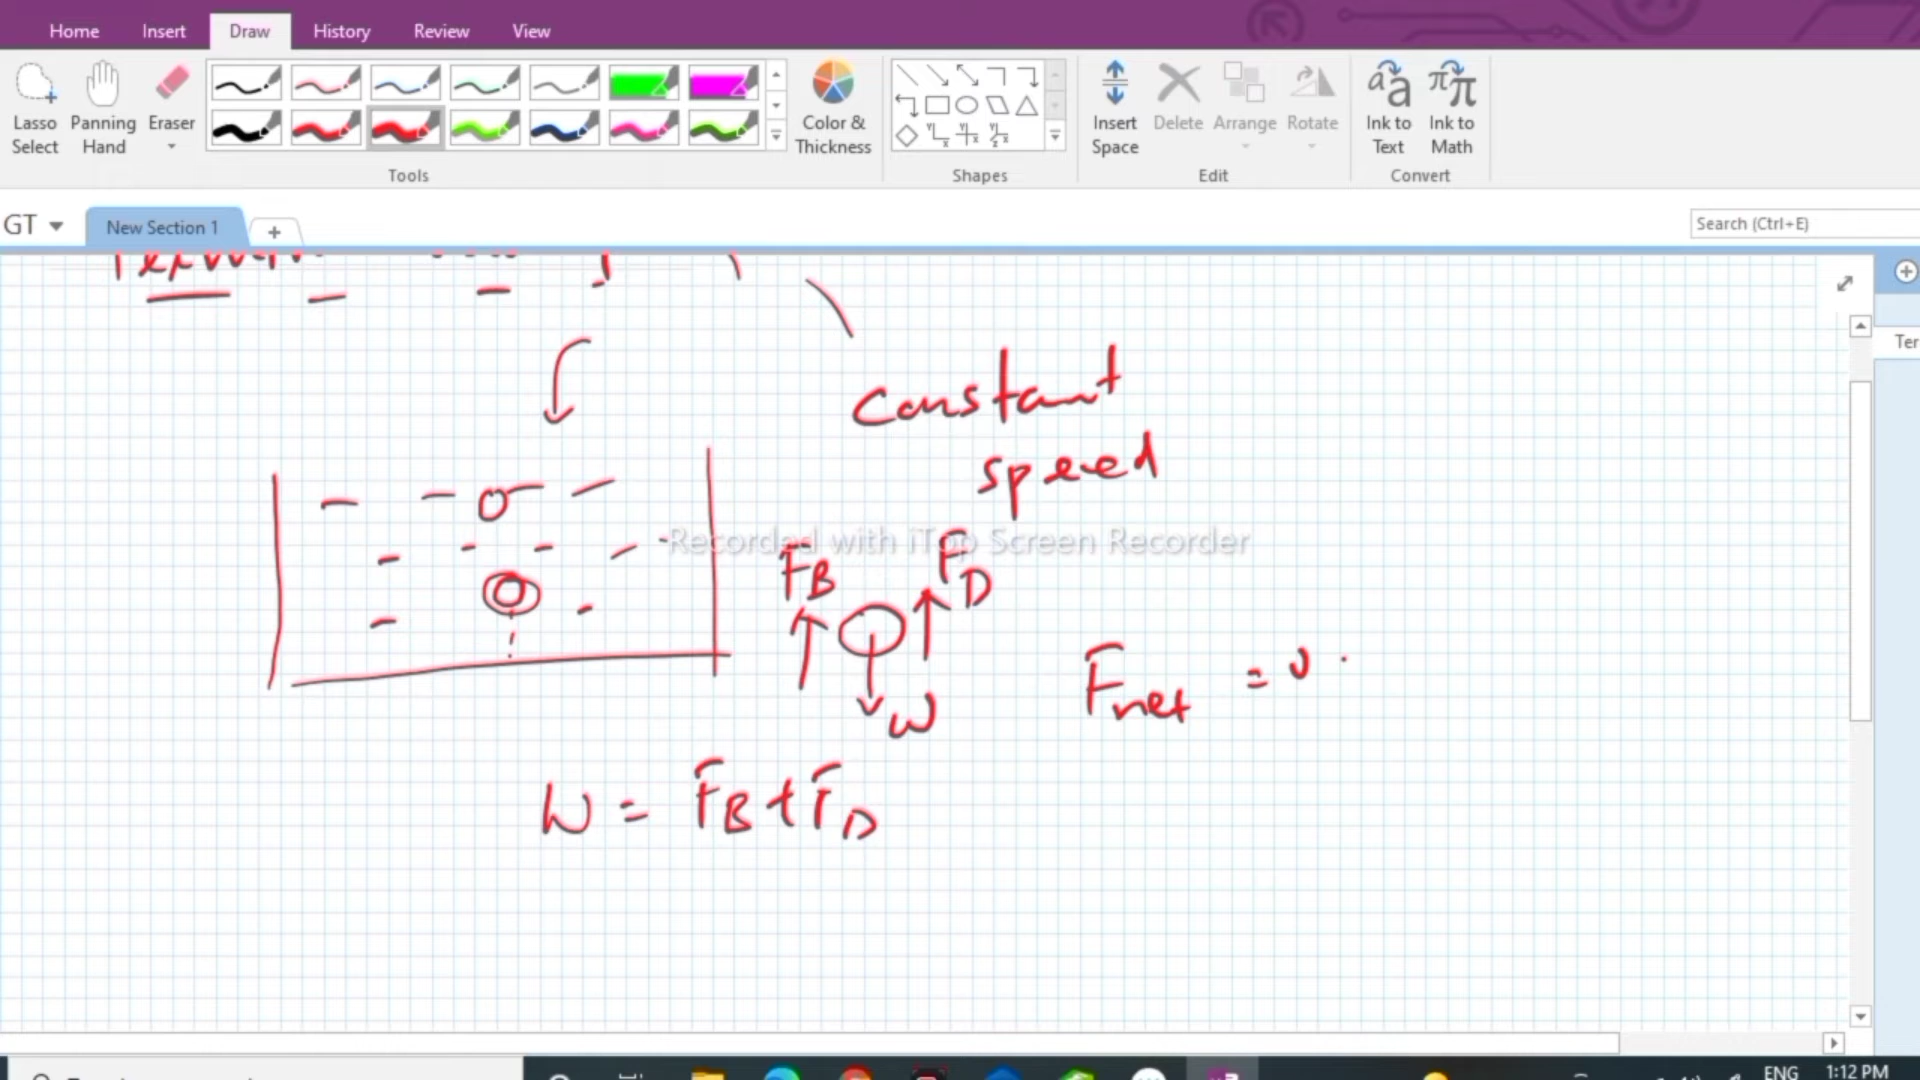 Home Insert Draw History Review View
Lasso Select
Panning Hand
Eraser
Color & Thickness
Insert Space
Delete
Arrange
Rotate
Ink to Text
Ink to Math
Tools
Shapes
Edit
Convert
GT
New Section 1
+
Search (Ctrl+E)
Ter
constant
speed
Recorded with iTop Screen Recorder
FB
FD
W
Fnet = 0
W = FB + FD
ENG
1:12 PM